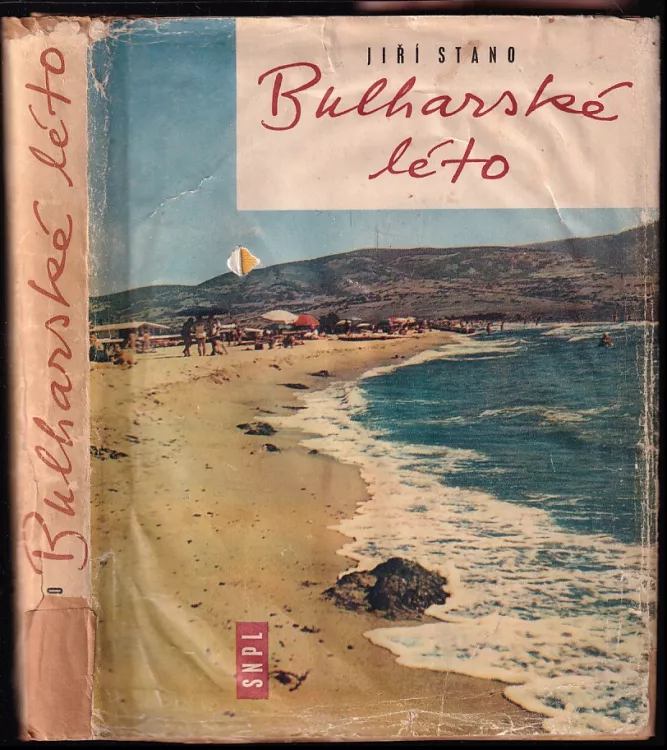 JIŘÍ STANO
Bulharské
léto
SNPL
Bulharské léto
O